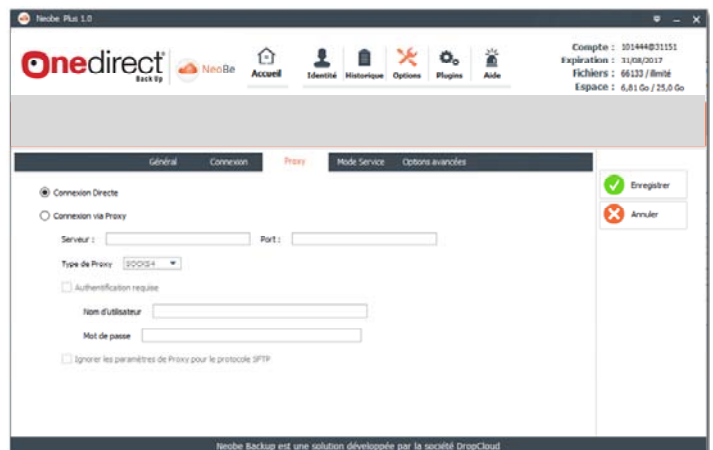 Neobe Plus 1.0
Onedirect
Back Up
NeoBe
Accueil
Identité
Historique
Options
Plugins
Aide
Compte : 101444@31151
Expiration : 31/08/2017
Fichiers : 66133 / illimité
Espace : 6,81 Go / 25,0 Go
Général
Connexion
Proxy
Mode Service
Options avancées
Connexion Directe
Connexion via Proxy
Serveur :
Port :
Type de Proxy
SOCKS4
Authentification requise
Nom d'utilisateur
Mot de passe
Ignorer les paramètres de Proxy pour le protocole SFTP
Enregistrer
Annuler
Neobe Backup est une solution développée par la société DropCloud